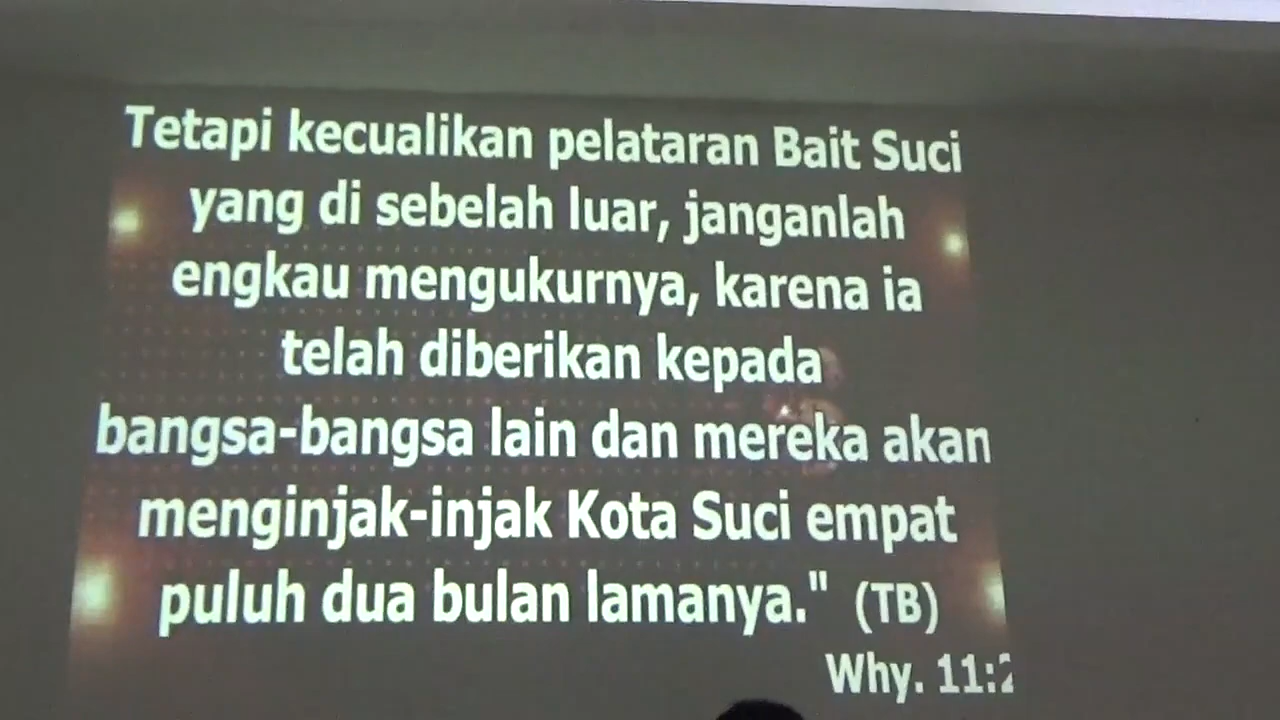 Tetapi kecualikan pelataran Bait Suci
yang di sebelah luar, janganlah
engkau mengukurnya, karena ia
telah diberikan kepada
bangsa-bangsa lain dan mereka akan
menginjak-injak Kota Suci empat
puluh dua bulan lamanya." (TB)
Why. 11:2